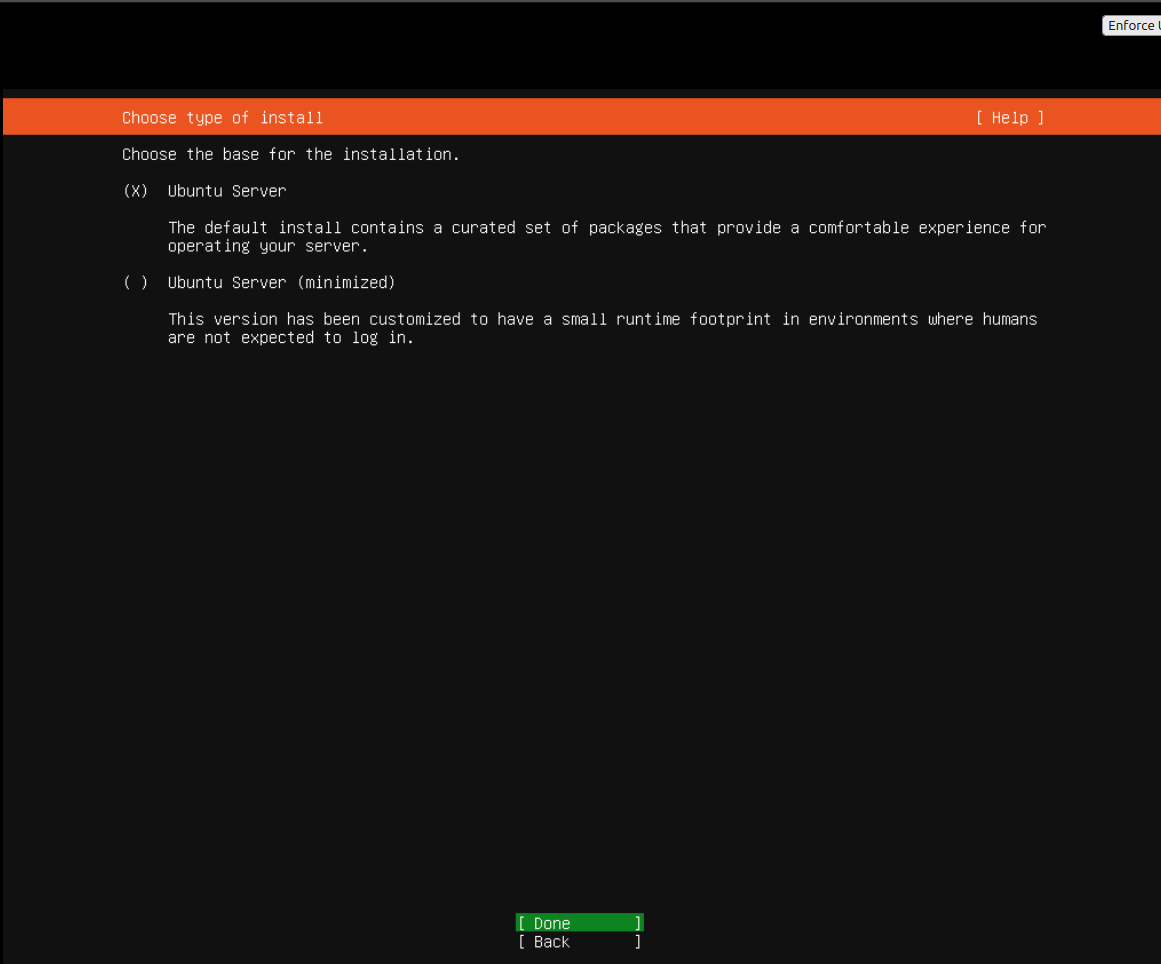 Enforce
Choose type of install [ Help ]
Choose the base for the installation.
(X) Ubuntu Server
The default install contains a curated set of packages that provide a comfortable experience for
operating your server.
( ) Ubuntu Server (minimized)
This version has been customized to have a small runtime footprint in environments where humans
are not expected to log in.
[ Done ]
[ Back ]